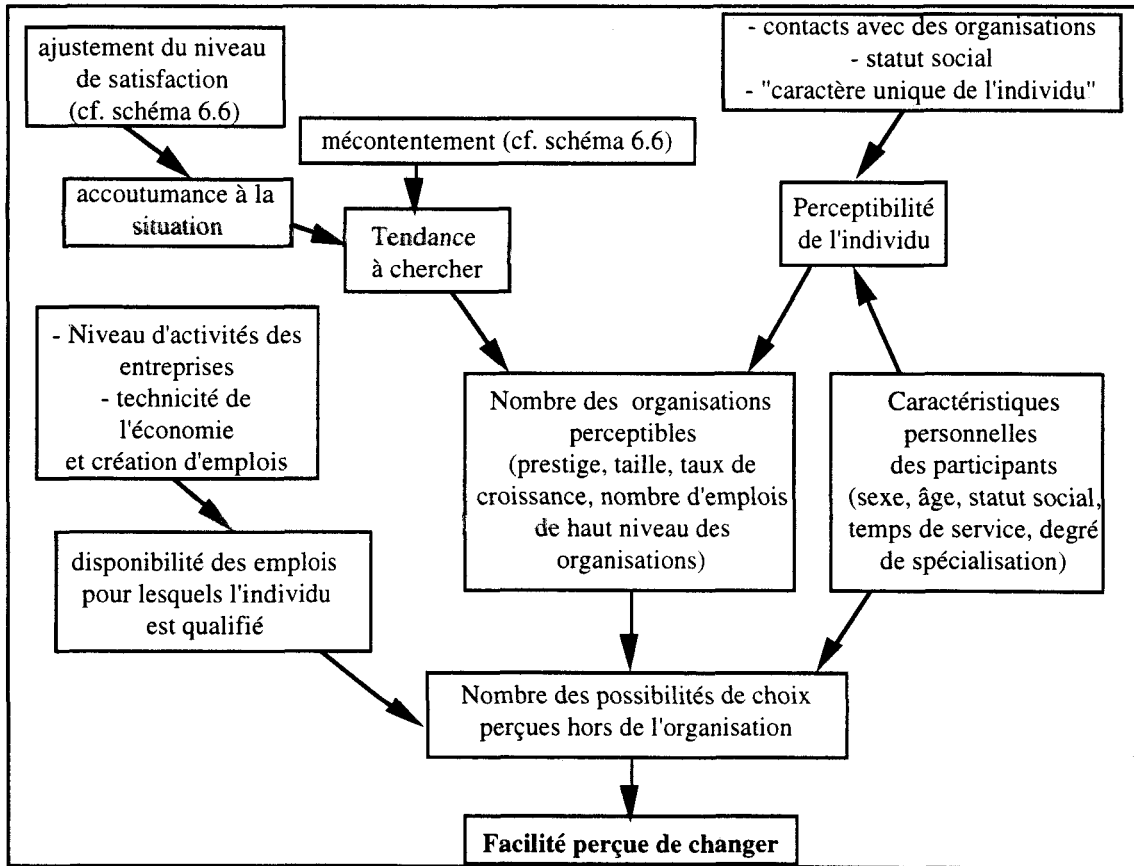 ajustement du niveau
de satisfaction
(cf. schéma 6.6)
- contacts avec des organisations
- statut social
- "caractère unique de l'individu"
mécontentement (cf. schéma 6.6)
accoutumance à la
situation
Tendance
à chercher
Perceptibilité
de l'individu
- Niveau d'activités des
entreprises
- technicité de
l'économie
et création d'emplois
Nombre des organisations
perceptibles
(prestige, taille, taux de
croissance, nombre d'emplois
de haut niveau des
organisations)
Caractéristiques
personnelles
des participants
(sexe, âge, statut social,
temps de service, degré
de spécialisation)
disponibilité des emplois
pour lesquels l'individu
est qualifié
Nombre des possibilités de choix
perçues hors de l'organisation
Facilité perçue de changer